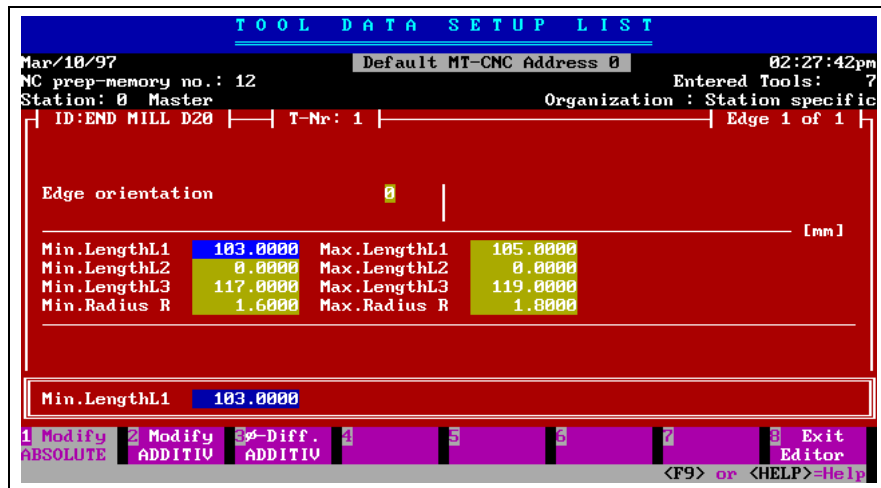 TOOL DATA SETUP LIST
Mar/10/97 Default MT-CNC Address 0 02:27:42pm
NC prep-memory no.: 12 Entered Tools: 7
Station: 0 Master Organization : Station specific
ID:END MILL D20 T-Nr: 1 Edge 1 of 1
Edge orientation 0
[mm]
Min.LengthL1 103.0000 Max.LengthL1 105.0000
Min.LengthL2 0.0000 Max.LengthL2 0.0000
Min.LengthL3 117.0000 Max.LengthL3 119.0000
Min.Radius R 1.6000 Max.Radius R 1.8000
Min.LengthL1 103.0000
1 Modify 2 Modify 3ø-Diff. 4 5 6 7 8 Exit
ABSOLUTE ADDITIV ADDITIV Editor
<F9> or <HELP>=Help